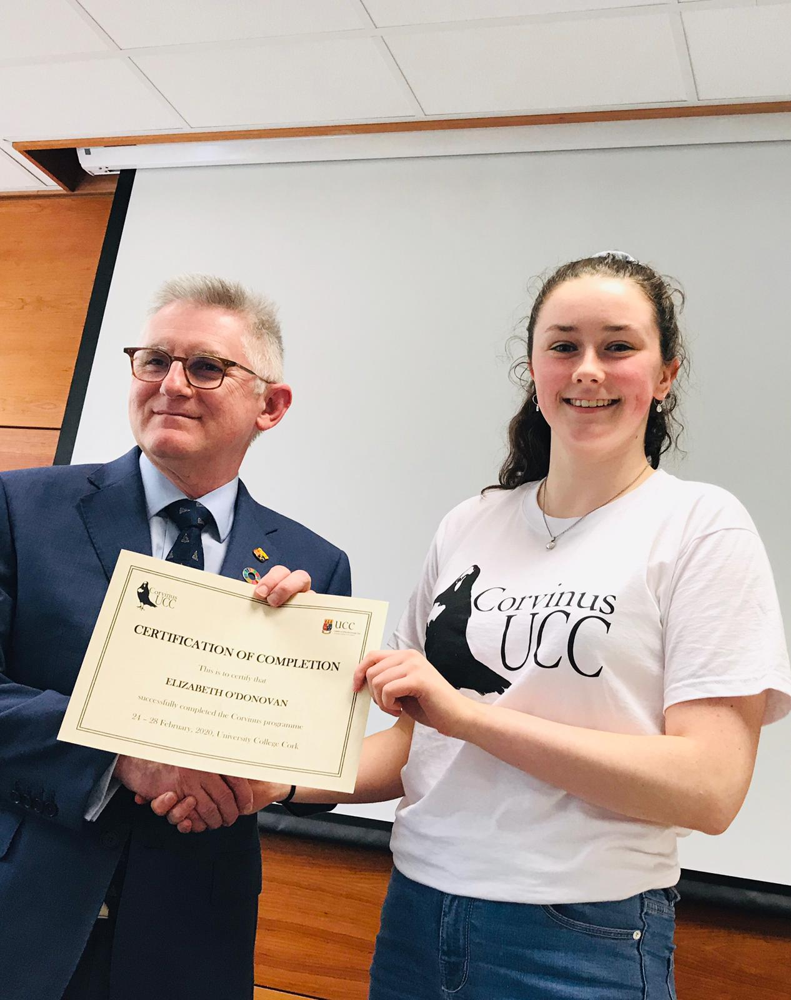 Corvinus
UCC
UCC
CERTIFICATION OF COMPLETION
This is to certify that
ELIZABETH O'DONOVAN
successfully completed the Corvinus programme
24 – 28 February, 2020, University College Cork
Corvinus
UCC